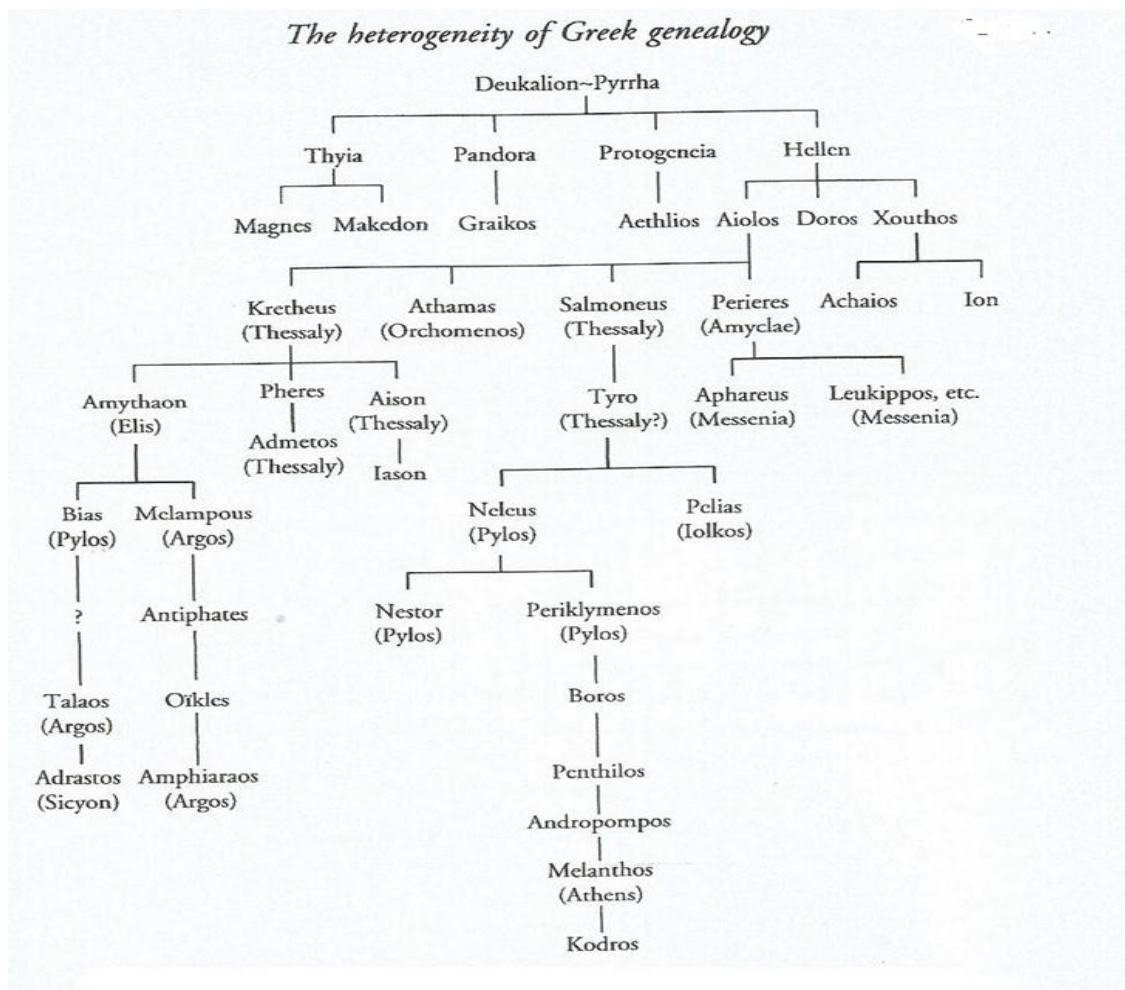 The heterogeneity of Greek genealogy
Deukalion~Pyrrha
Thyia Pandora Protogeneia Hellen
Magnes Makedon Graikos Aethlios Aiolos Doros Xouthos
Kretheus Athamas Salmoneus Perieres Achaios Ion
(Thessaly) (Orchomenos) (Thessaly) (Amyclae)
Amythaon Pheres Aison Tyro Aphareus Leukippos, etc.
(Elis) (Thessaly) (Thessaly?) (Messenia) (Messenia)
Admetos
(Thessaly) Iason
Bias Melampous Neleus Pelias
(Pylos) (Argos) (Pylos) (Iolkos)
? Antiphates Nestor Periklymenos
(Pylos) (Pylos)
Talaos Oïkles Boros
(Argos)
Adrastos Amphiaraos Penthilos
(Sicyon) (Argos)
Andropompos
Melanthos
(Athens)
Kodros